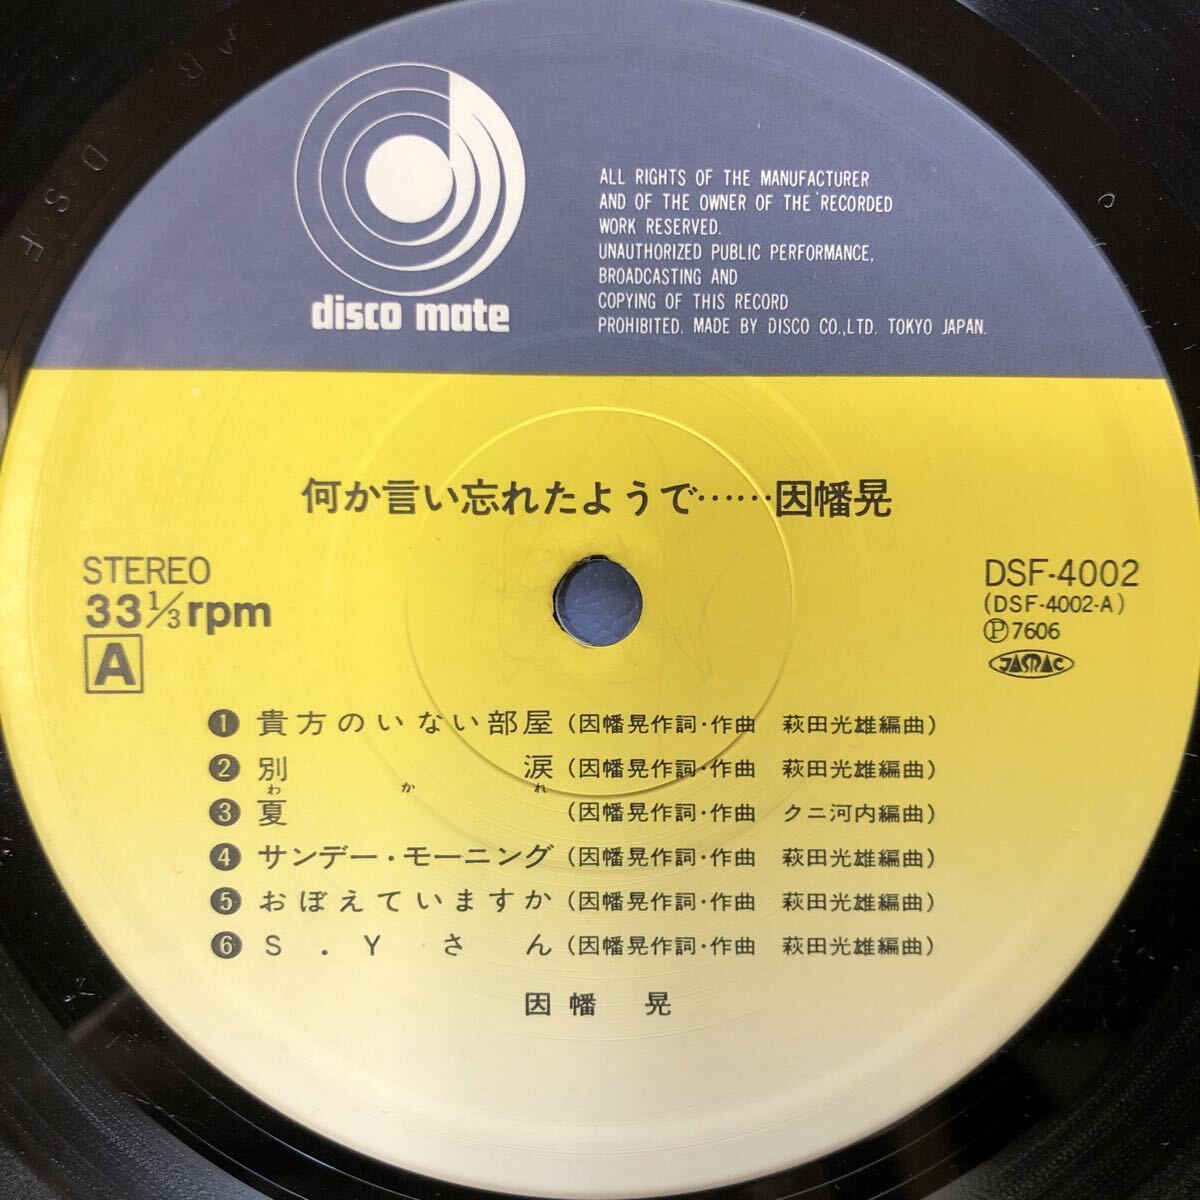 D・S・F
disco mate
ALL RIGHTS OF THE MANUFACTURER
AND OF THE OWNER OF THE RECORDED
WORK RESERVED.
UNAUTHORIZED PUBLIC PERFORMANCE,
BROADCASTING AND
COPYING OF THIS RECORD
PROHIBITED. MADE BY DISCO CO.,LTD. TOKYO JAPAN.
何か言い忘れたようで……因幡晃
STEREO
33 1/3 rpm
A
DSF-4002
(DSF-4002-A)
Ⓟ7606
JASRAC
❶ 貴方のいない部屋 (因幡晃作詞・作曲 萩田光雄編曲)
❷ 別涙 (因幡晃作詞・作曲 萩田光雄編曲)
わかれ
❸ 夏 (因幡晃作詞・作曲 クニ河内編曲)
❹ サンデー・モーニング (因幡晃作詞・作曲 萩田光雄編曲)
❺ おぼえていますか (因幡晃作詞・作曲 萩田光雄編曲)
❻ S.Yさん (因幡晃作詞・作曲 萩田光雄編曲)
因幡 晃